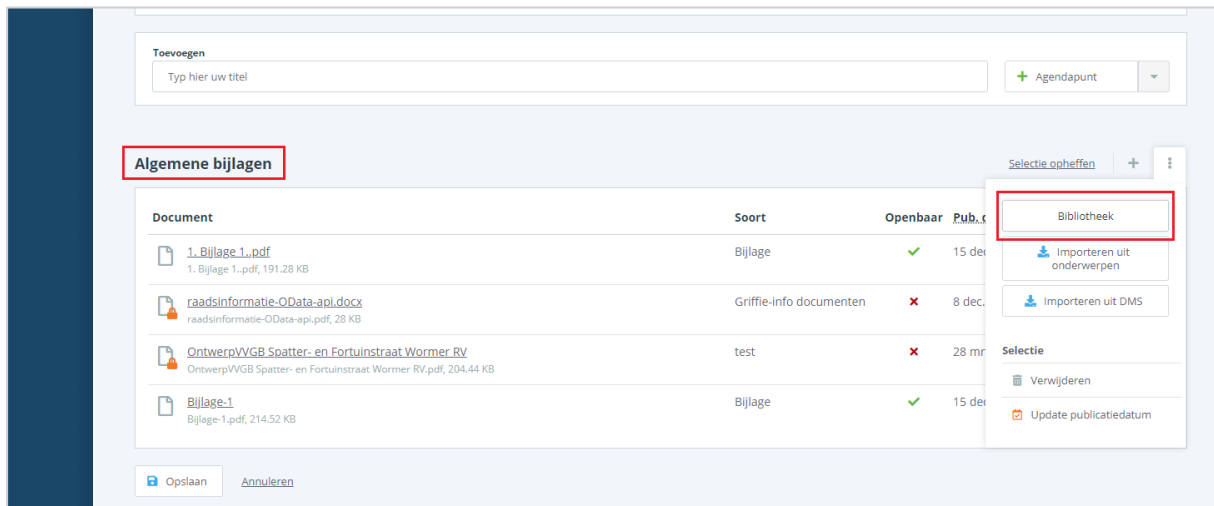 Toevoegen
Typ hier uw titel
Agendapunt
Algemene bijlagen
Selectie opheffen
Document Soort Openbaar Pub. d
Bibliotheek
1. Bijlage 1..pdf Bijlage 15 dec
1. Bijlage 1..pdf, 191.28 KB
Importeren uit
onderwerpen
raadsinformatie-OData-api.docx Griffie-info documenten 8 dec.
raadsinformatie-OData-api.pdf, 28 KB
Importeren uit DMS
OntwerpVVGB Spatter- en Fortuinstraat Wormer RV test 28 mr
OntwerpVVGB Spatter- en Fortuinstraat Wormer RV.pdf, 204.44 KB
Selectie
Verwijderen
Bijlage-1 Bijlage 15 dec
Bijlage-1.pdf, 214.52 KB
Update publicatiedatum
Opslaan Annuleren